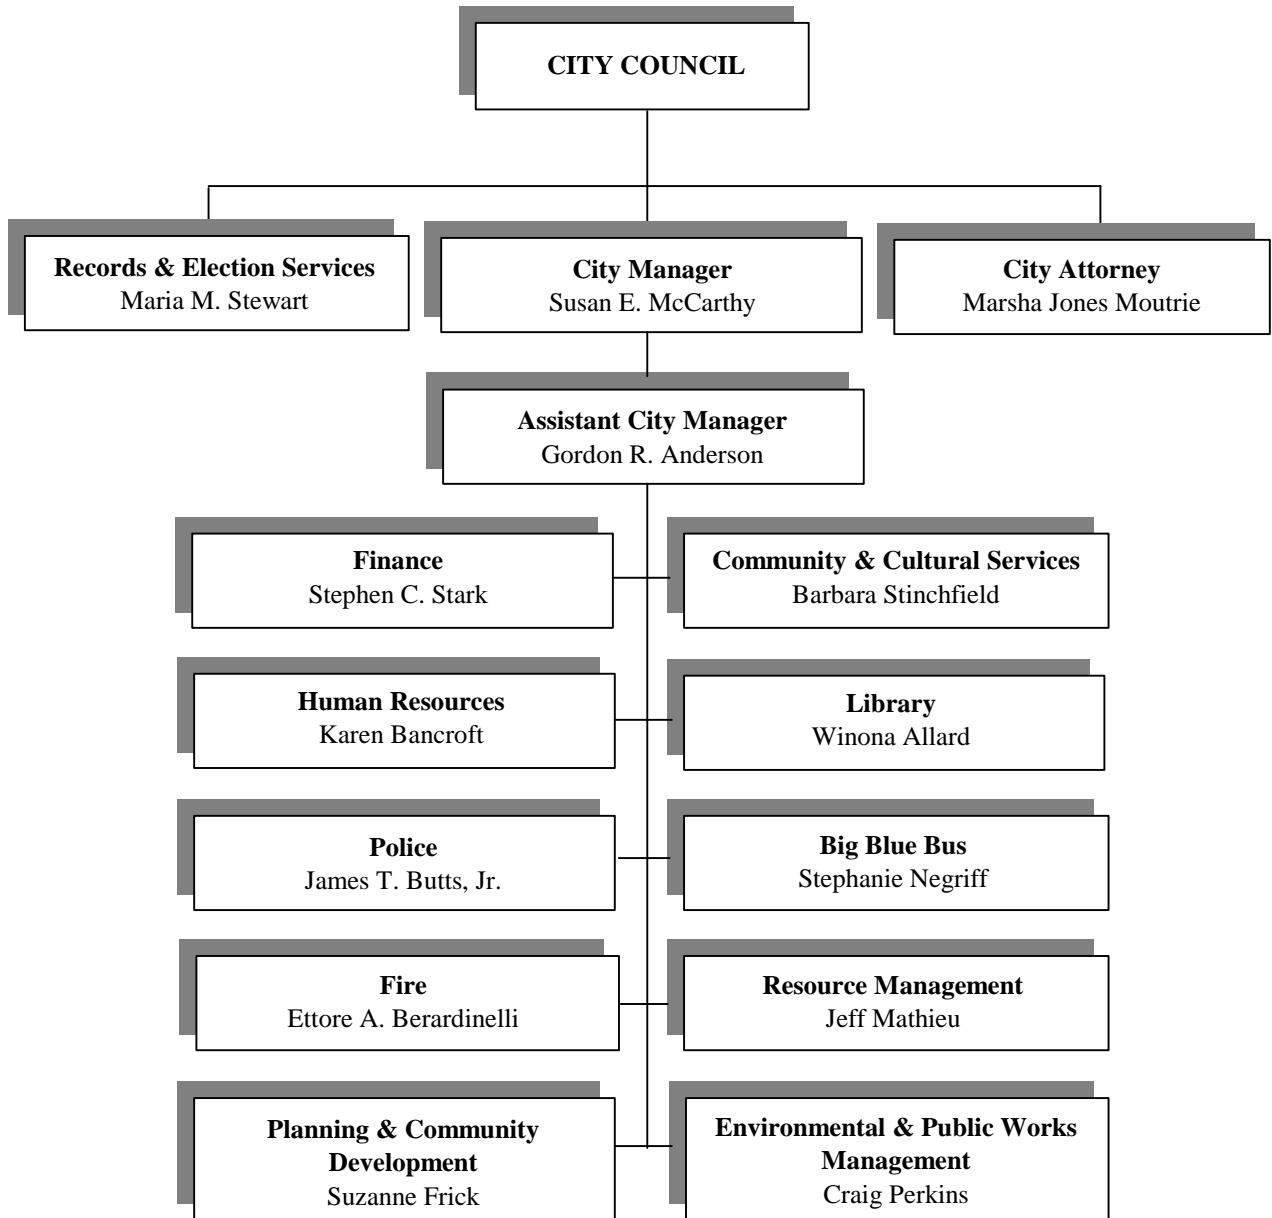 CITY COUNCIL
Records & Election Services
Maria M. Stewart
City Manager
Susan E. McCarthy
City Attorney
Marsha Jones Moutrie
Assistant City Manager
Gordon R. Anderson
Finance
Stephen C. Stark
Community & Cultural Services
Barbara Stinchfield
Human Resources
Karen Bancroft
Library
Winona Allard
Police
James T. Butts, Jr.
Big Blue Bus
Stephanie Negriff
Fire
Ettore A. Berardinelli
Resource Management
Jeff Mathieu
Planning & Community
Development
Suzanne Frick
Environmental & Public Works
Management
Craig Perkins